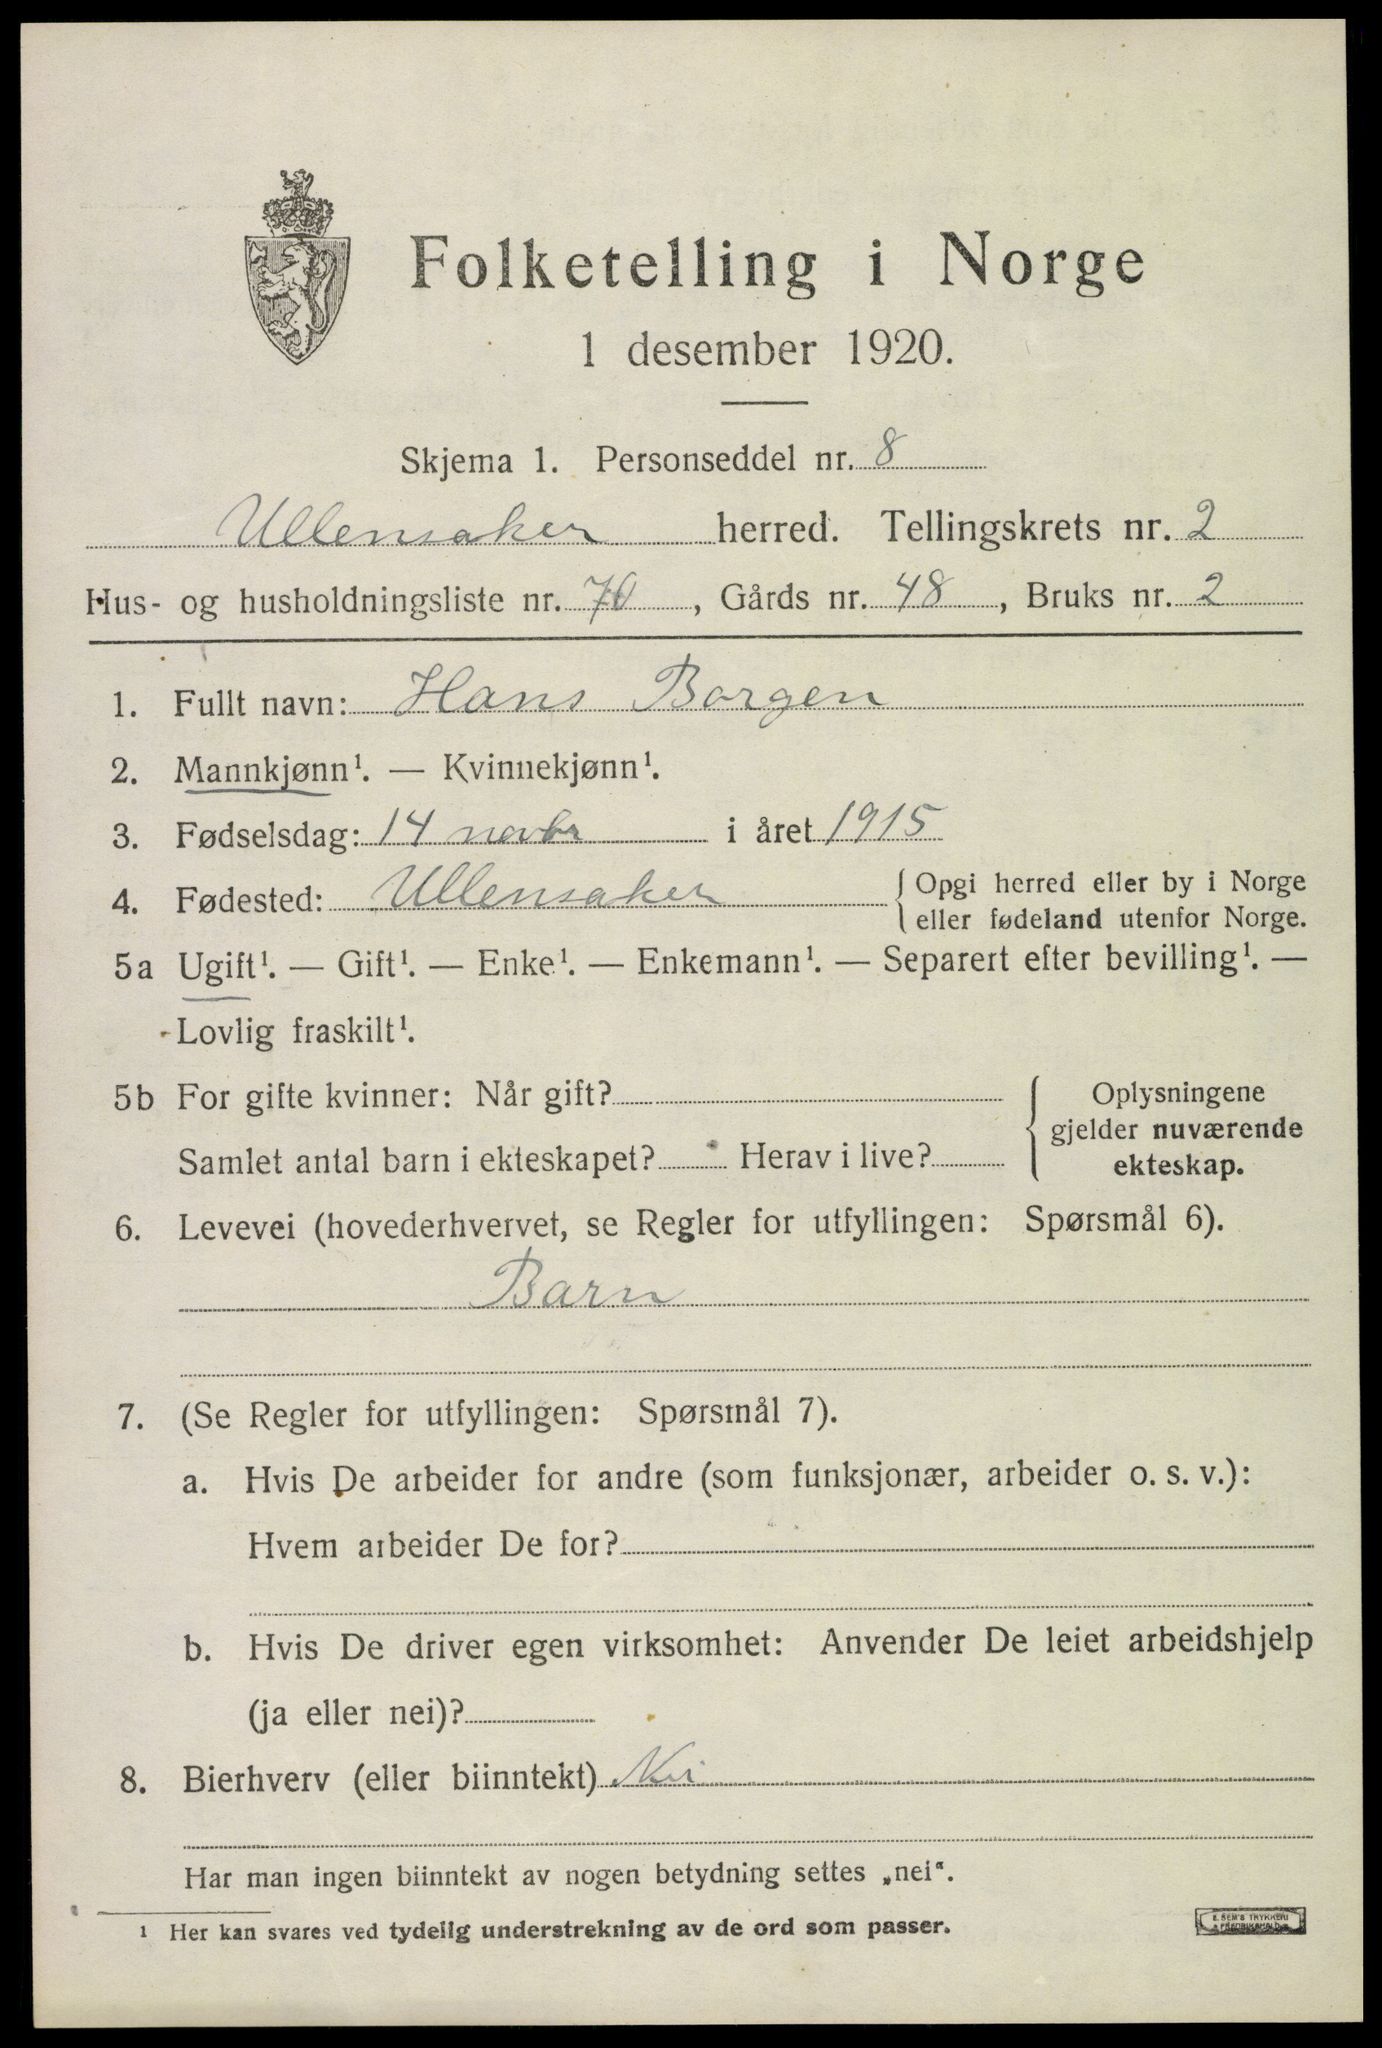 Folketelling i Norge
1 desember 1920.
Skjema 1. Personseddel nr. 8
Ullensaker herred. Tellingskrets nr. 2
Hus- og husholdningsliste nr. 70, Gårds nr. 48, Bruks nr. 2
1. Fullt navn: Hans Borgen
2. Mannkjønn¹. — Kvinnekjønn¹.
3. Fødselsdag: 14 novbr i året 1915
4. Fødested: Ullensaker { Opgi herred eller by i Norge
eller fødeland utenfor Norge.
5a Ugift¹. — Gift¹. — Enke¹. — Enkemann¹. — Separert efter bevilling¹. —
Lovlig fraskilt¹.
5b For gifte kvinner: Når gift? { Oplysningene
gjelder nuværende
Samlet antal barn i ekteskapet? Herav i live? ekteskap.
6. Levevei (hovederhvervet, se Regler for utfyllingen: Spørsmål 6).
Barn
7. (Se Regler for utfyllingen: Spørsmål 7).
a. Hvis De arbeider for andre (som funksjonær, arbeider o. s. v.):
Hvem arbeider De for?
b. Hvis De driver egen virksomhet: Anvender De leiet arbeidshjelp
(ja eller nei)?
8. Bierhverv (eller biinntekt) Nei
Har man ingen biinntekt av nogen betydning settes „nei“.
¹ Her kan svares ved tydelig understrekning av de ord som passer.
E. SEM'S TRYKKERI
FREDRIKSHALD